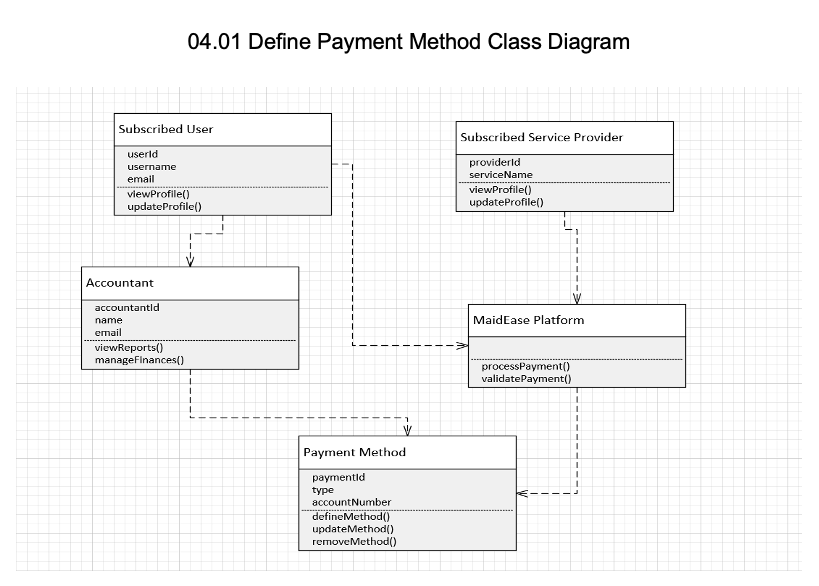 04.01 Define Payment Method Class Diagram
Subscribed User
userId
username
email
viewProfile()
updateProfile()
Subscribed Service Provider
providerId
serviceName
viewProfile()
updateProfile()
Accountant
accountantId
name
email
viewReports()
manageFinances()
MaidEase Platform
processPayment()
validatePayment()
Payment Method
paymentId
type
accountNumber
defineMethod()
updateMethod()
removeMethod()